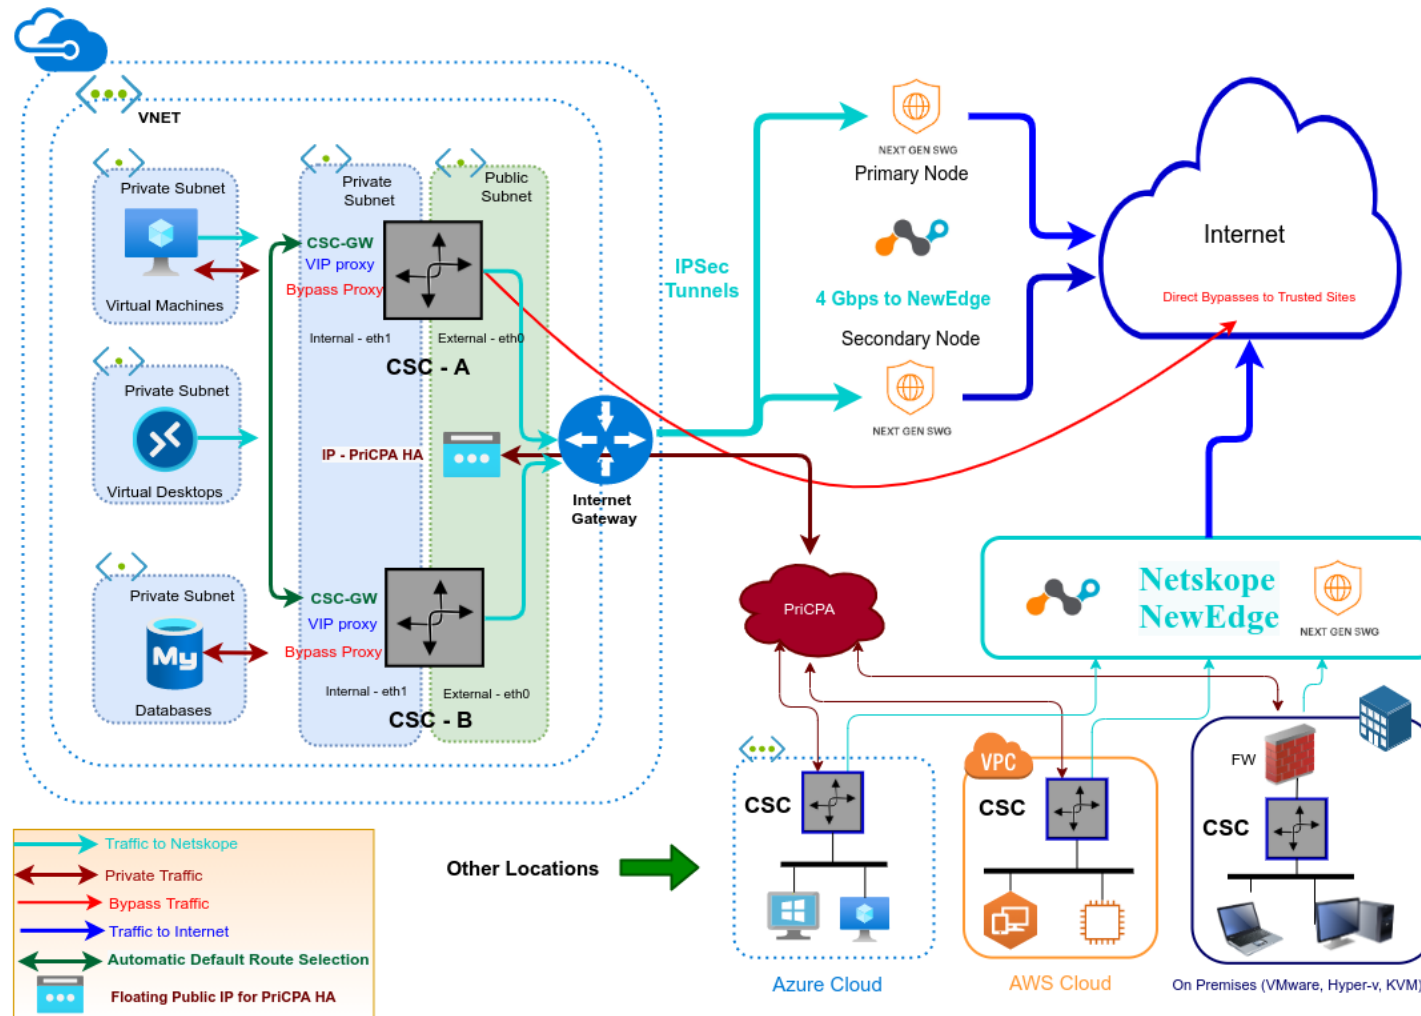 VNET
Private Subnet
Virtual Machines
Private Subnet
Virtual Desktops
Private Subnet
My
Databases
Private
Subnet
Public
Subnet
CSC-GW
VIP proxy
Bypass Proxy
Internal - eth1
External - eth0
CSC - A
IP - PriCPA HA
CSC-GW
VIP proxy
Bypass Proxy
Internal - eth1
External - eth0
CSC - B
Internet
Gateway
IPSec
Tunnels
NEXT GEN SWG
Primary Node
4 Gbps to NewEdge
Secondary Node
NEXT GEN SWG
Internet
Direct Bypasses to Trusted Sites
PriCPA
Netskope
NewEdge
NEXT GEN SWG
Other Locations
CSC
Azure Cloud
VPC
CSC
AWS Cloud
FW
CSC
On Premises (VMware, Hyper-v, KVM)
Traffic to Netskope
Private Traffic
Bypass Traffic
Traffic to Internet
Automatic Default Route Selection
Floating Public IP for PriCPA HA